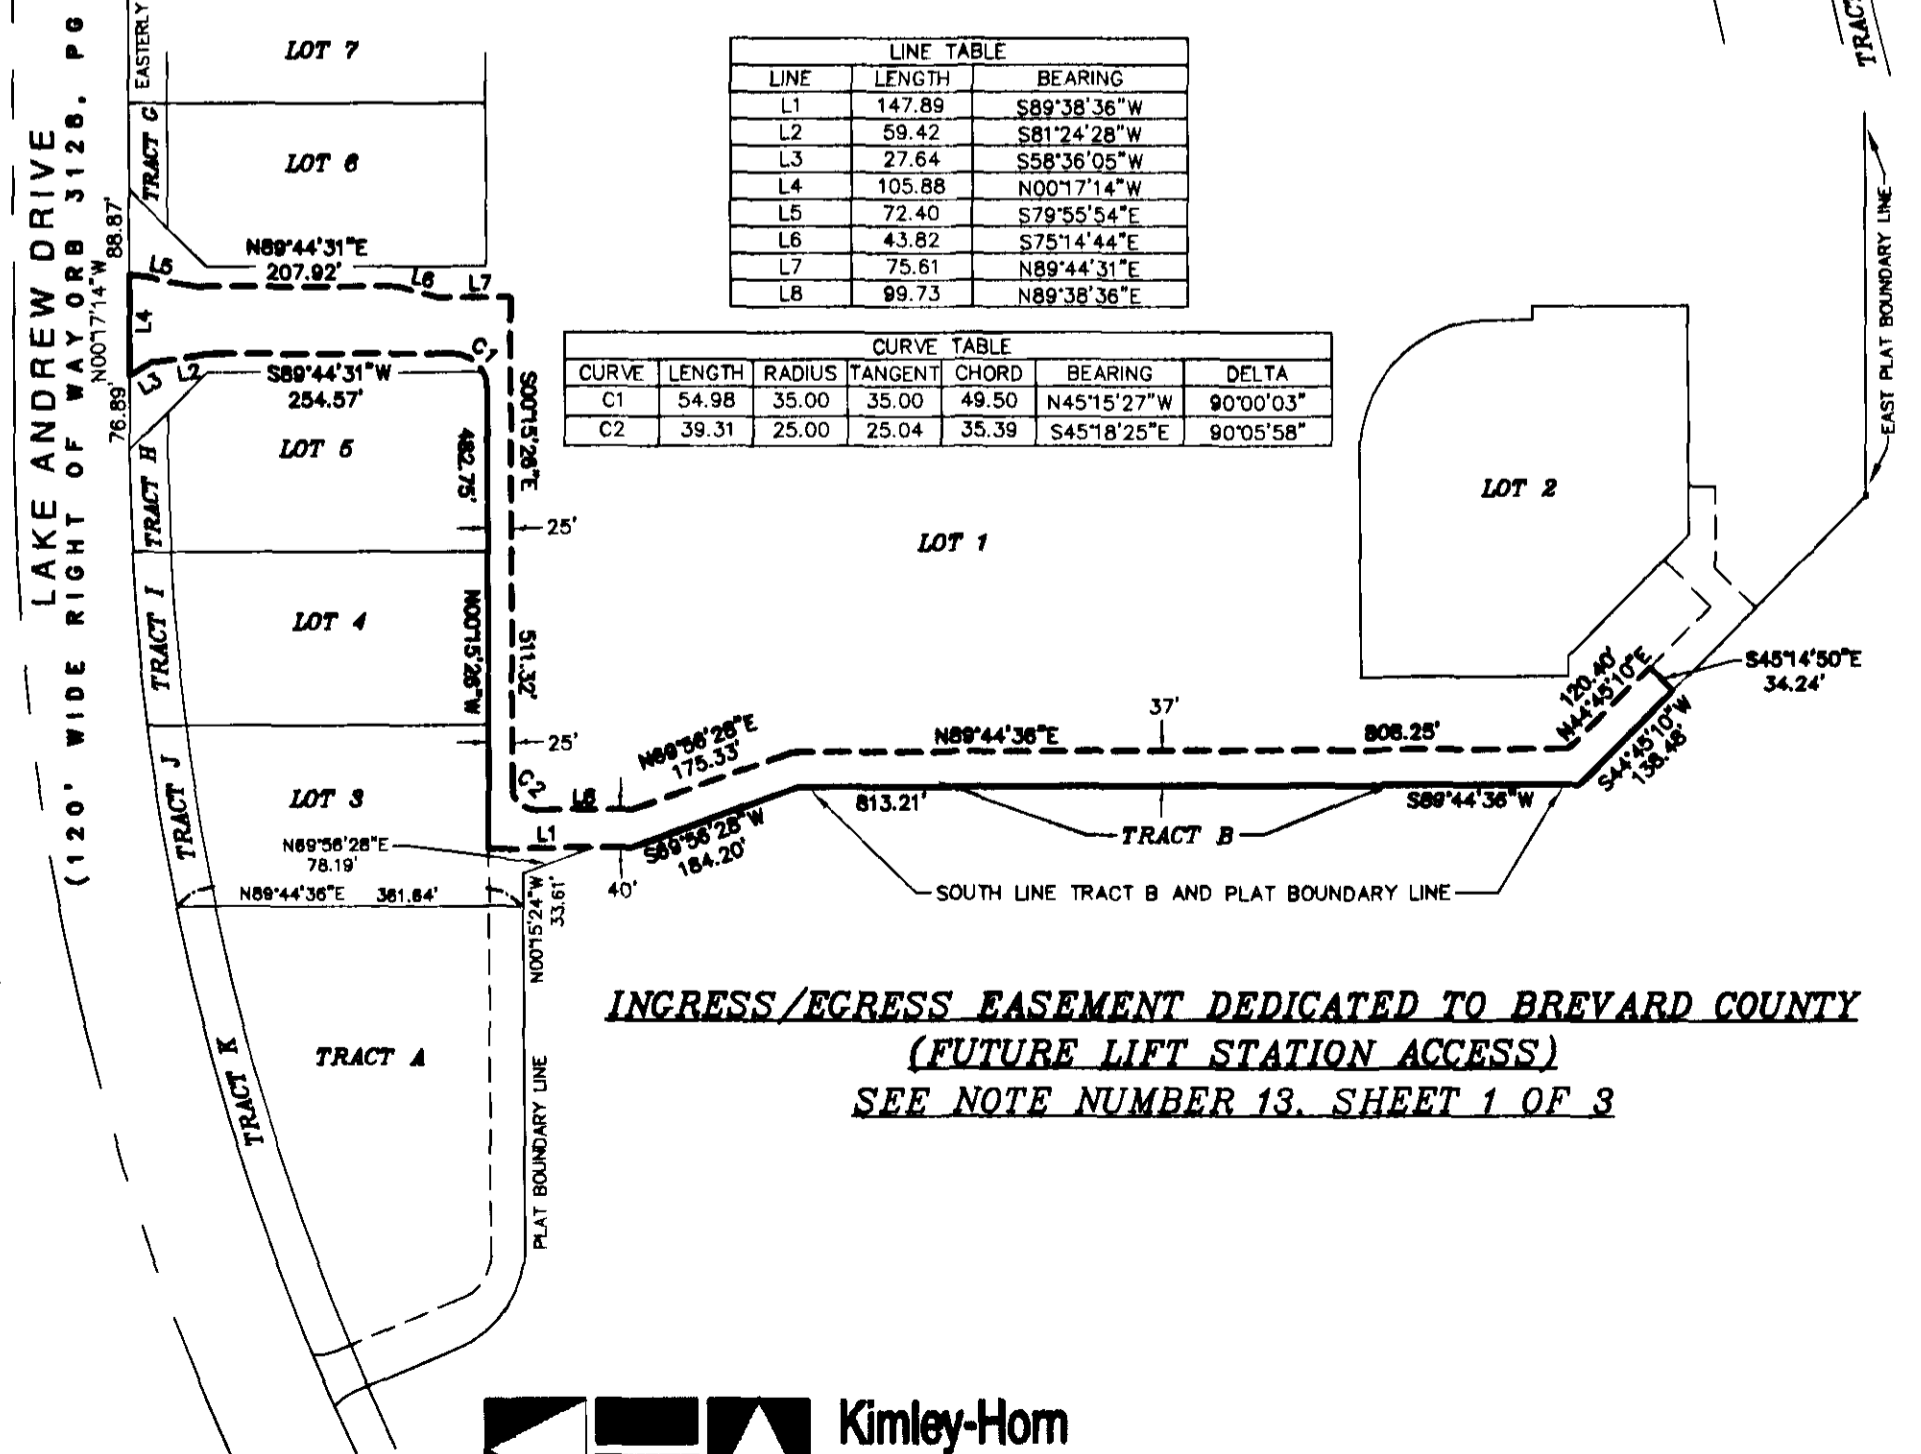 LAKE ANDREW DRIVE
(120' WIDE RIGHT OF WAY ORB 3128, PG
EASTERLY
TRACT G
LOT 7
LOT 6
N00°17'14"W 88.87'
N89°44'31"E
207.92'
L5
L6
L7
L4
L3
L2
C1
S89°44'31"W
254.57'
76.89'
LOT 5
TRACT H
482.75'
S00°15'26"E
25'
LOT 4
TRACT I
N00°15'26"W
511.32'
25'
LOT 3
TRACT J
C2
L8
L1
N69°56'28"E
78.19'
N89°44'36"E 361.64'
N00°15'24"W
33.61'
40'
TRACT A
TRACT K
PLAT BOUNDARY LINE
LINE TABLE
LINE LENGTH BEARING
L1 147.89 S89°38'36"W
L2 59.42 S81°24'28"W
L3 27.64 S58°36'05"W
L4 105.88 N00°17'14"W
L5 72.40 S79°55'54"E
L6 43.82 S75°14'44"E
L7 75.61 N89°44'31"E
L8 99.73 N89°38'36"E
CURVE TABLE
CURVE LENGTH RADIUS TANGENT CHORD BEARING DELTA
C1 54.98 35.00 35.00 49.50 N45°15'27"W 90°00'03"
C2 39.31 25.00 25.04 35.39 S45°18'25"E 90°05'58"
LOT 1
LOT 2
TRACT
EAST PLAT BOUNDARY LINE
N69°56'28"E
175.33'
S69°56'28"W
184.20'
N89°44'36"E
37'
808.25'
813.21'
S89°44'36"W
TRACT B
120.40'
N44°45'10"E
S45°14'50"E
34.24'
S44°45'10"W
138.48'
SOUTH LINE TRACT B AND PLAT BOUNDARY LINE
INGRESS/EGRESS EASEMENT DEDICATED TO BREVARD COUNTY
(FUTURE LIFT STATION ACCESS)
SEE NOTE NUMBER 13, SHEET 1 OF 3
Kimley-Horn